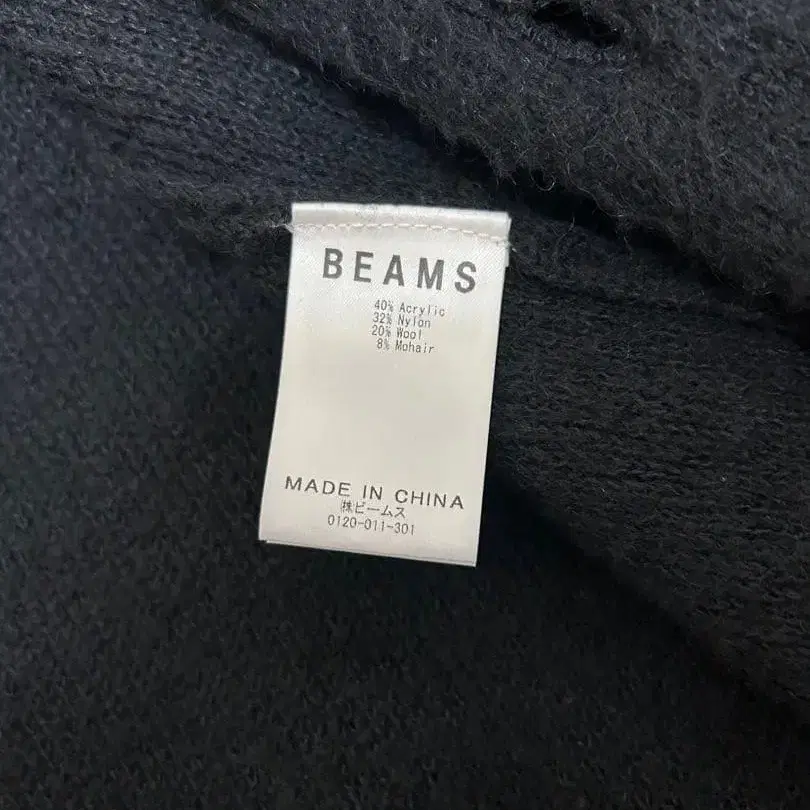 BEAMS
40% Acrylic
32% Nylon
20% Wool
8% Mohair
MADE IN CHINA
㈱ビームス
0120-011-301